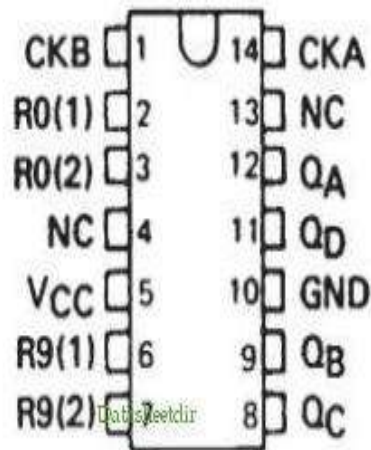 CKB 1 14 CKA
R0(1) 2 13 NC
R0(2) 3 12 QA
NC 4 11 QD
VCC 5 10 GND
R9(1) 6 9 QB
R9(2) 7 8 QC
Datasheetdir